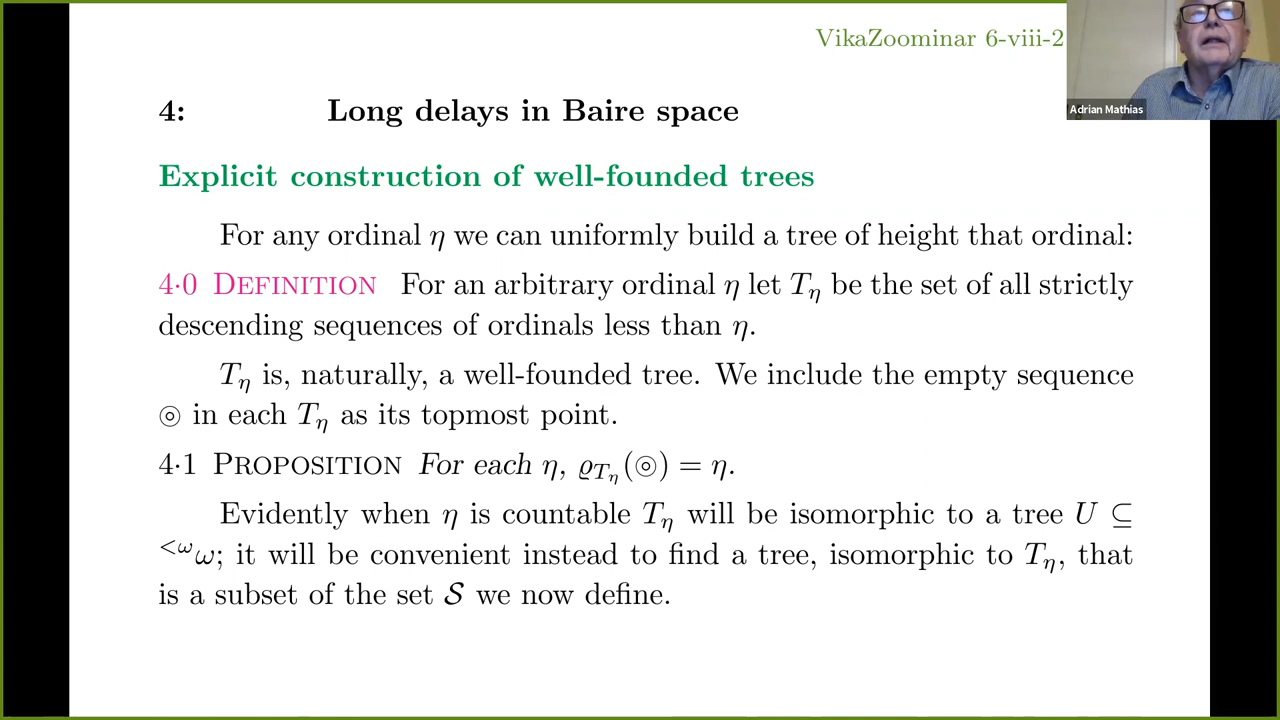 VikaZoominar 6-viii-2
Adrian Mathias
4: Long delays in Baire space
Explicit construction of well-founded trees
For any ordinal η we can uniformly build a tree of height that ordinal:
4·0 DEFINITION For an arbitrary ordinal η let Tη be the set of all strictly
descending sequences of ordinals less than η.
Tη is, naturally, a well-founded tree. We include the empty sequence
⊚ in each Tη as its topmost point.
4·1 PROPOSITION For each η, ϱTη(⊚) = η.
Evidently when η is countable Tη will be isomorphic to a tree U ⊆
<ωω; it will be convenient instead to find a tree, isomorphic to Tη, that
is a subset of the set 𝒮 we now define.